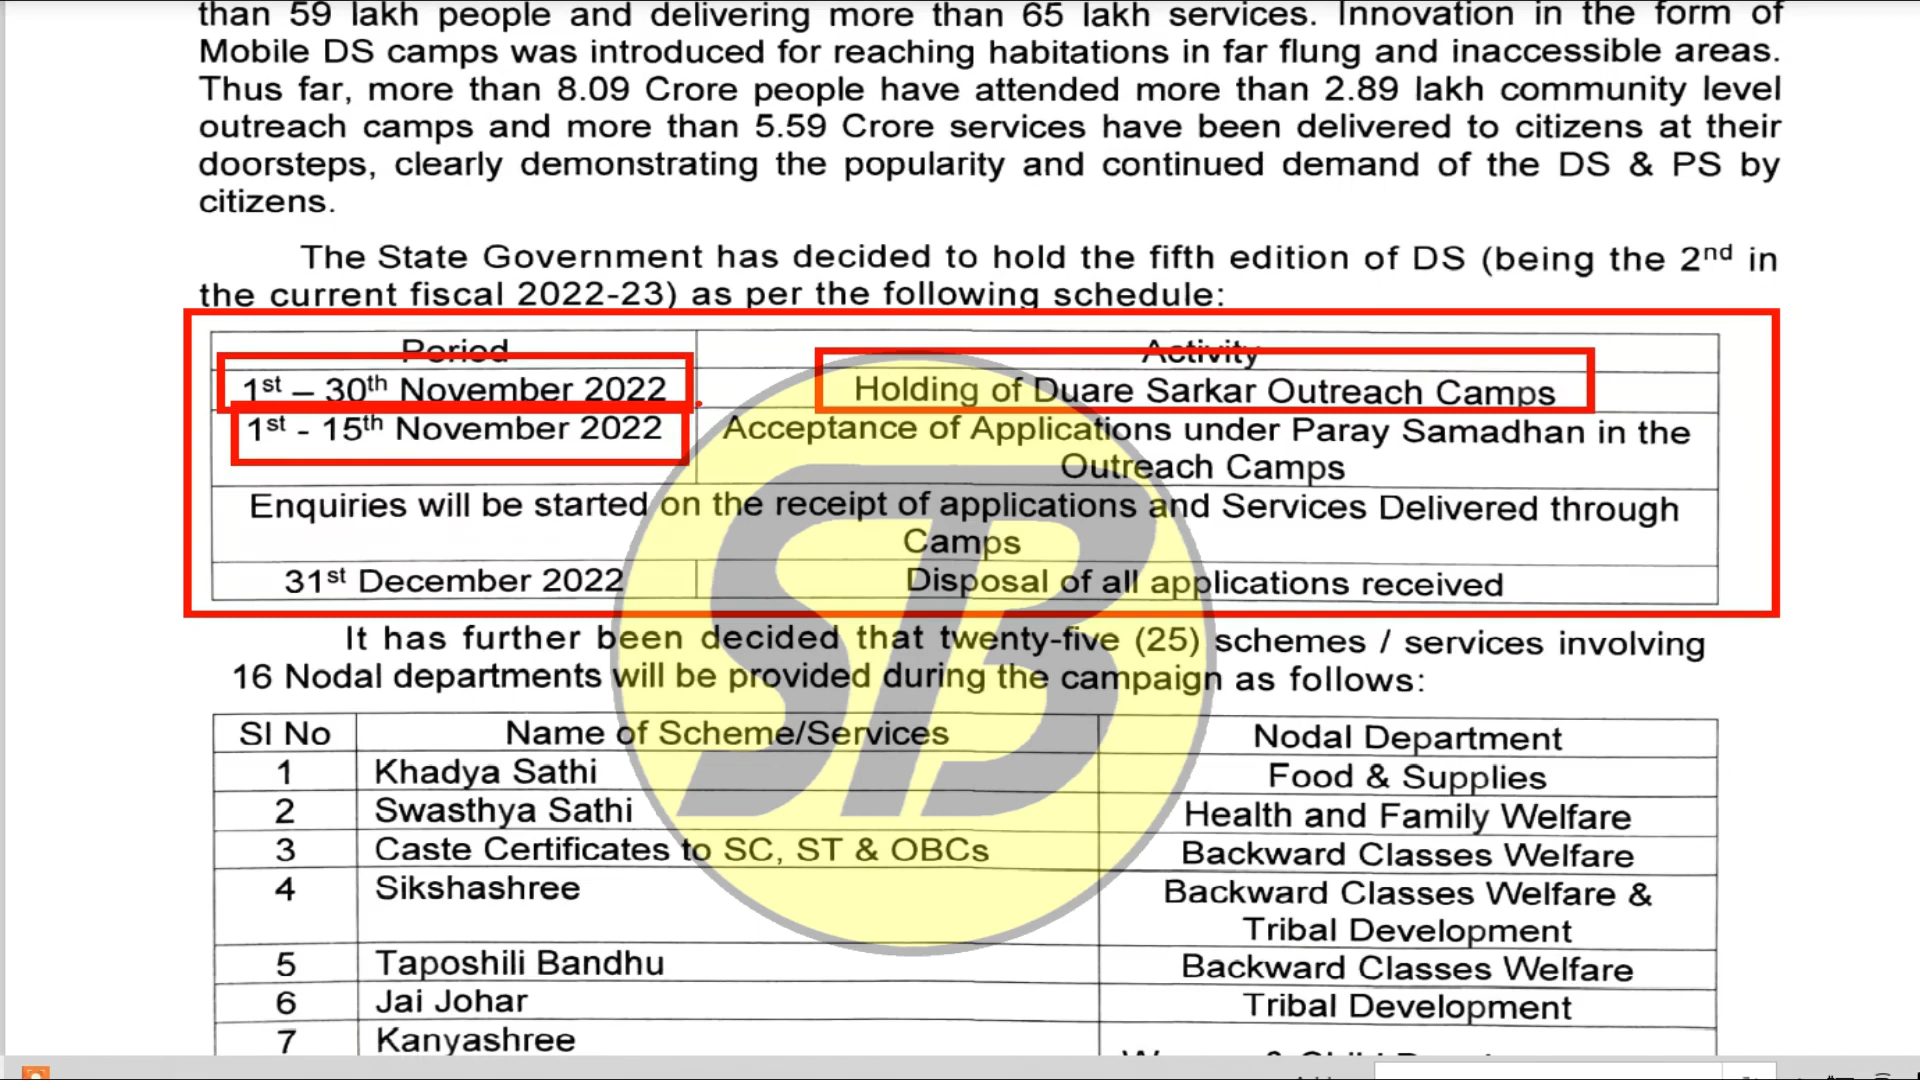 than 59 lakh people and delivering more than 65 lakh services. Innovation in the form of
Mobile DS camps was introduced for reaching habitations in far flung and inaccessible areas.
Thus far, more than 8.09 Crore people have attended more than 2.89 lakh community level
outreach camps and more than 5.59 Crore services have been delivered to citizens at their
doorsteps, clearly demonstrating the popularity and continued demand of the DS & PS by
citizens.
The State Government has decided to hold the fifth edition of DS (being the 2nd in
the current fiscal 2022-23) as per the following schedule:
Period Activity
1st – 30th November 2022 Holding of Duare Sarkar Outreach Camps
1st - 15th November 2022 Acceptance of Applications under Paray Samadhan in the
Outreach Camps
Enquiries will be started on the receipt of applications and Services Delivered through
Camps
31st December 2022 Disposal of all applications received
It has further been decided that twenty-five (25) schemes / services involving
16 Nodal departments will be provided during the campaign as follows:
SI No Name of Scheme/Services Nodal Department
1 Khadya Sathi Food & Supplies
2 Swasthya Sathi Health and Family Welfare
3 Caste Certificates to SC, ST & OBCs Backward Classes Welfare
4 Sikshashree Backward Classes Welfare &
Tribal Development
5 Taposhili Bandhu Backward Classes Welfare
6 Jai Johar Tribal Development
7 Kanyashree
STB